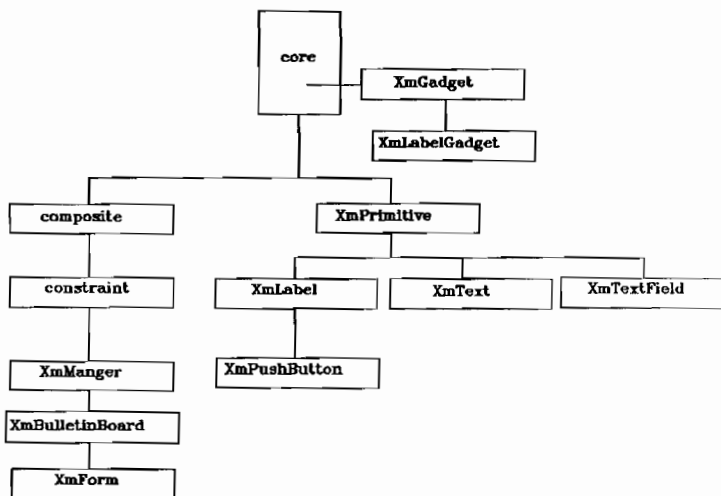 core
XmGadget
XmLabelGadget
composite
XmPrimitive
constraint
XmLabel
XmText
XmTextField
XmManger
XmPushButton
XmBulletinBoard
XmForm